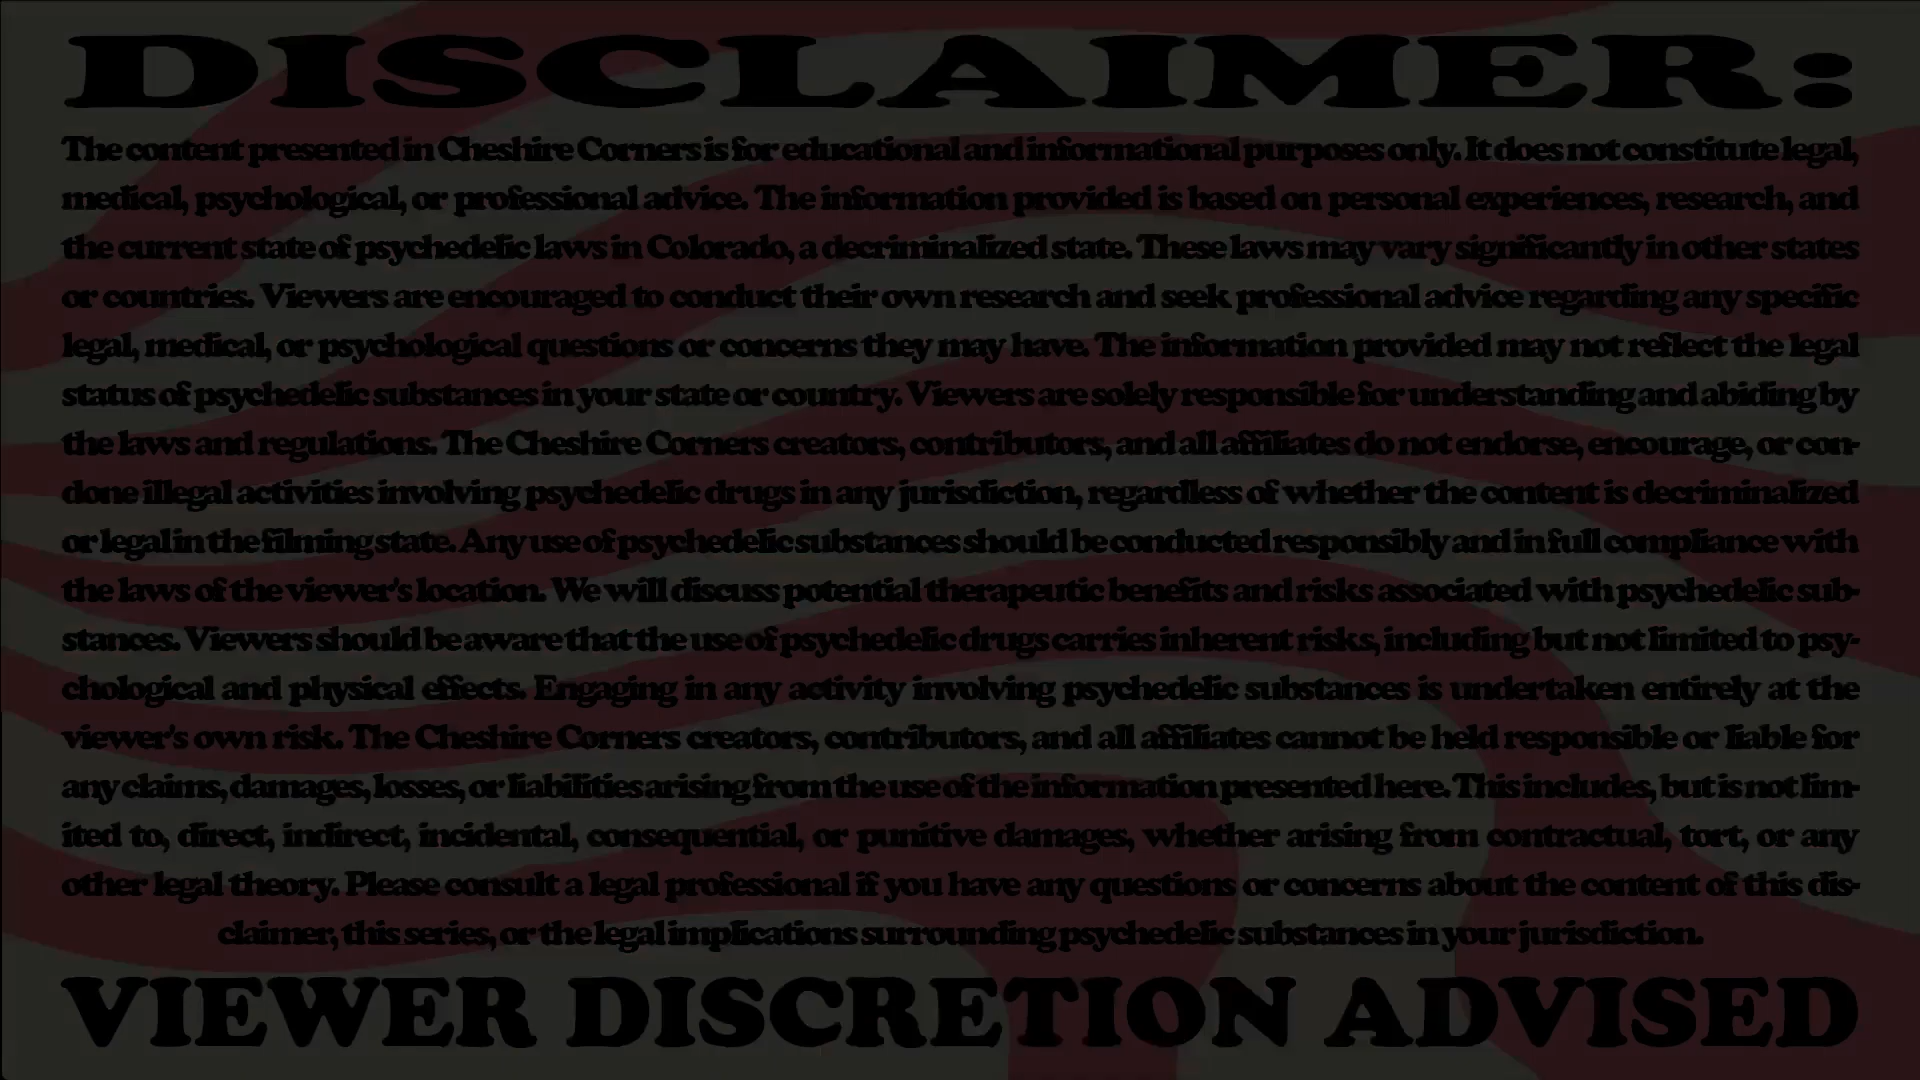 DISCLAIMER:
The content presented in Cheshire Corners is for educational and informational purposes only. It does not constitute legal,
medical, psychological, or professional advice. The information provided is based on personal experiences, research, and
the current state of psychedelic laws in Colorado, a decriminalized state. These laws may vary significantly in other states
or countries. Viewers are encouraged to conduct their own research and seek professional advice regarding any specific
legal, medical, or psychological questions or concerns they may have. The information provided may not reflect the legal
status of psychedelic substances in your state or country. Viewers are solely responsible for understanding and abiding by
the laws and regulations. The Cheshire Corners creators, contributors, and all affiliates do not endorse, encourage, or con-
done illegal activities involving psychedelic drugs in any jurisdiction, regardless of whether the content is decriminalized
or legal in the filming state. Any use of psychedelic substances should be conducted responsibly and in full compliance with
the laws of the viewer's location. We will discuss potential therapeutic benefits and risks associated with psychedelic sub-
stances. Viewers should be aware that the use of psychedelic drugs carries inherent risks, including but not limited to psy-
chological and physical effects. Engaging in any activity involving psychedelic substances is undertaken entirely at the
viewer's own risk. The Cheshire Corners creators, contributors, and all affiliates cannot be held responsible or liable for
any claims, damages, losses, or liabilities arising from the use of the information presented here. This includes, but is not lim-
ited to, direct, indirect, incidental, consequential, or punitive damages, whether arising from contractual, tort, or any
other legal theory. Please consult a legal professional if you have any questions or concerns about the content of this dis-
claimer, this series, or the legal implications surrounding psychedelic substances in your jurisdiction.
VIEWER DISCRETION ADVISED